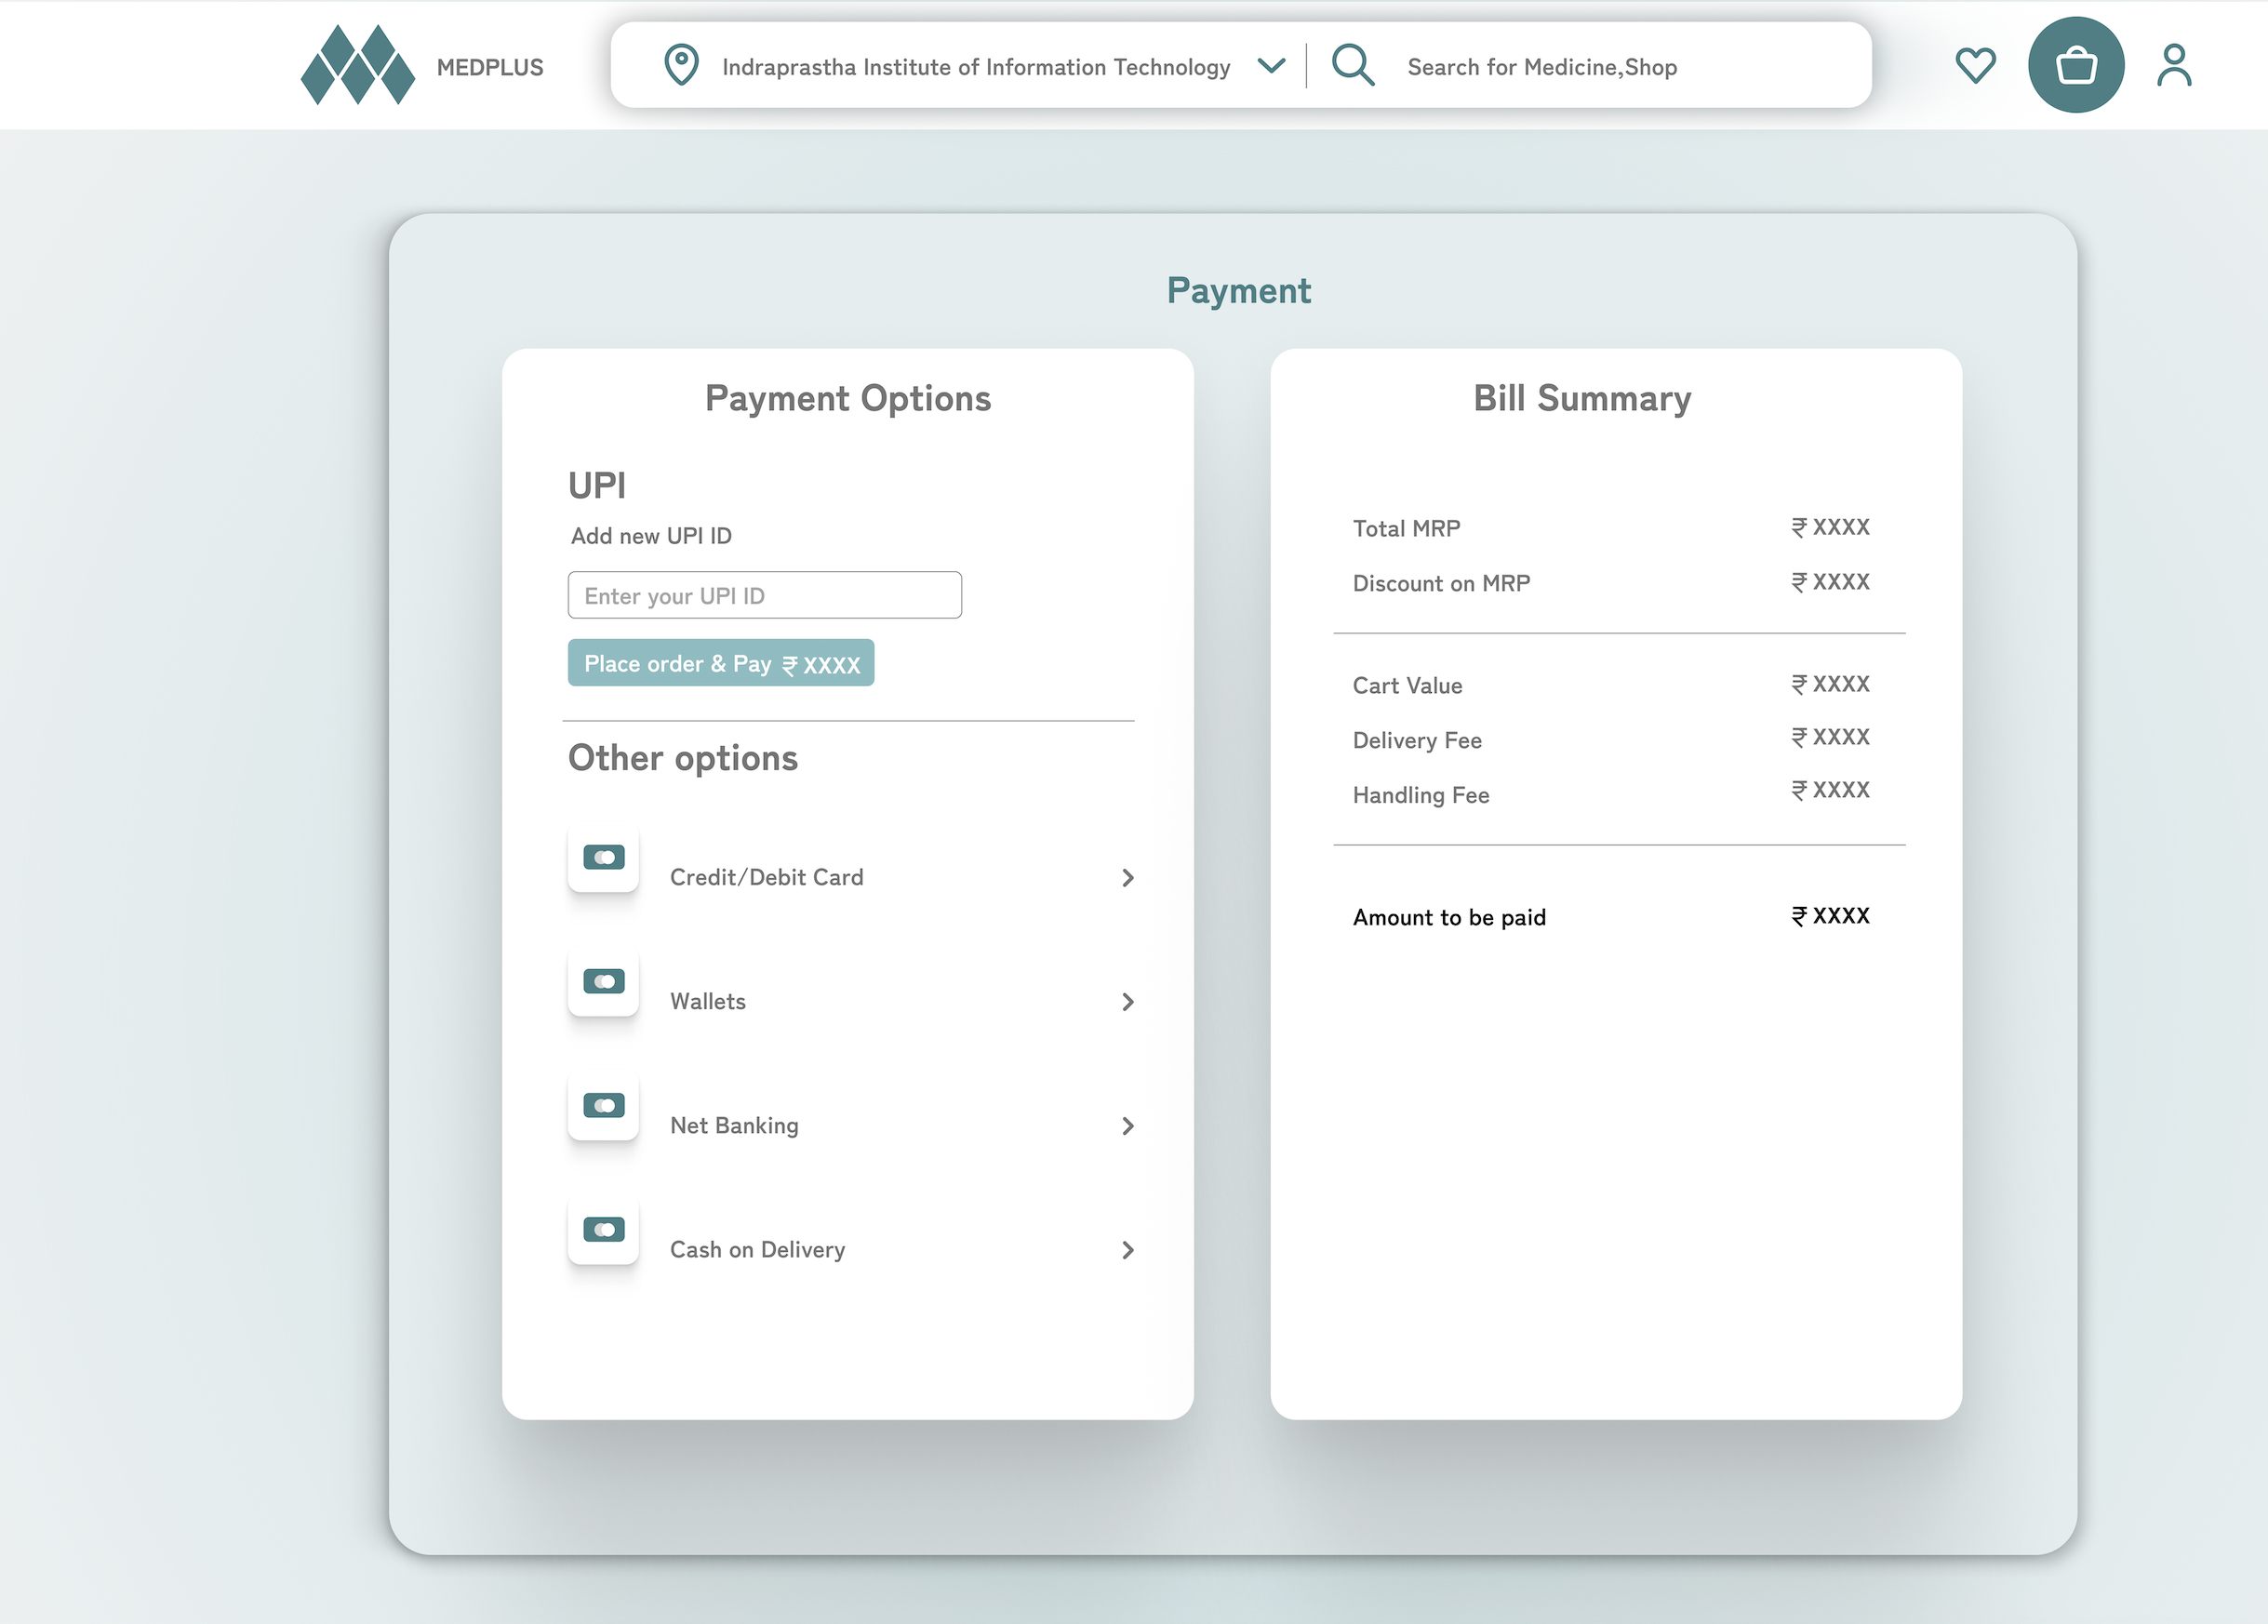 MEDPLUS
Indraprastha Institute of Information Technology
Search for Medicine,Shop
Payment
Payment Options
UPI
Add new UPI ID
Enter your UPI ID
Place order & Pay ₹ XXXX
Other options
Credit/Debit Card
Wallets
Net Banking
Cash on Delivery
Bill Summary
Total MRP ₹ XXXX
Discount on MRP ₹ XXXX
Cart Value ₹ XXXX
Delivery Fee ₹ XXXX
Handling Fee ₹ XXXX
Amount to be paid ₹ XXXX